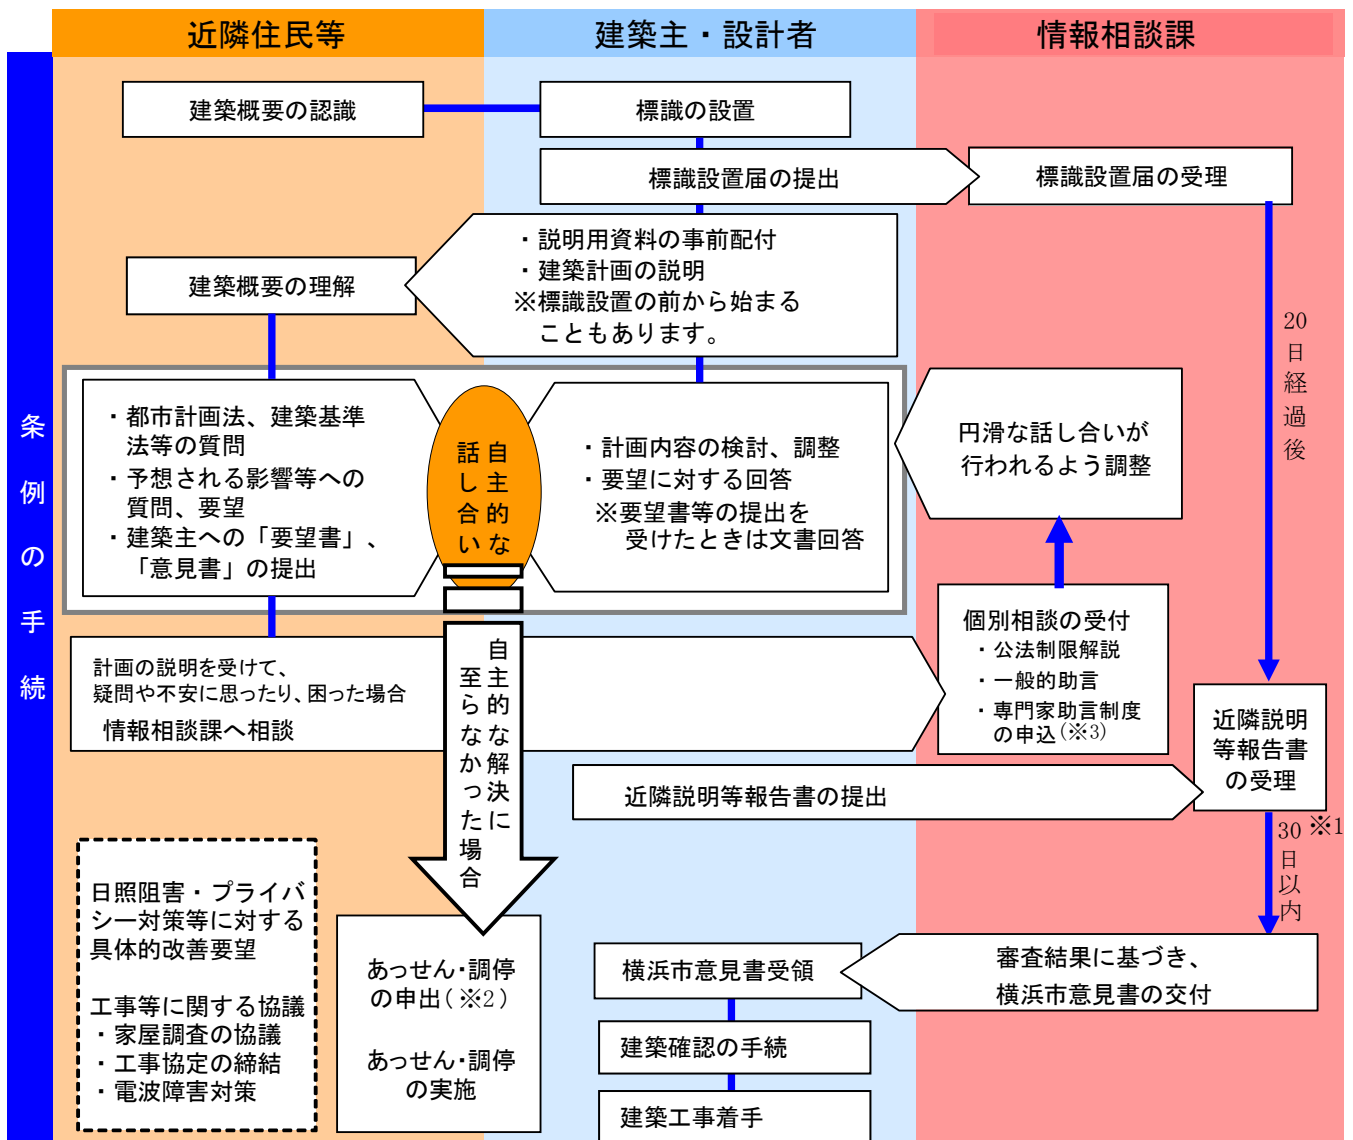 近隣住民等
建築主・設計者
情報相談課
条例の手続
建築概要の認識
標識の設置
標識設置届の提出
標識設置届の受理
・説明用資料の事前配付
・建築計画の説明
※標識設置の前から始まる
こともあります。
建築概要の理解
20日経過後
・都市計画法、建築基準
法等の質問
・予想される影響等への
質問、要望
・建築主への「要望書」、
「意見書」の提出
自主的な
話し合い
・計画内容の検討、調整
・要望に対する回答
※要望書等の提出を
受けたときは文書回答
円滑な話し合いが
行われるよう調整
計画の説明を受けて、
疑問や不安に思ったり、困った場合
情報相談課へ相談
自主的な解決に
至らなかった場合
個別相談の受付
・公法制限解説
・一般的助言
・専門家助言制度
の申込(※3)
近隣説明
等報告書
の受理
近隣説明等報告書の提出
※1
30日以内
日照阻害・プライバ
シー対策等に対する
具体的改善要望
工事等に関する協議
・家屋調査の協議
・工事協定の締結
・電波障害対策
あっせん・調停
の申出(※2)
あっせん・調停
の実施
横浜市意見書受領
審査結果に基づき、
横浜市意見書の交付
建築確認の手続
建築工事着手